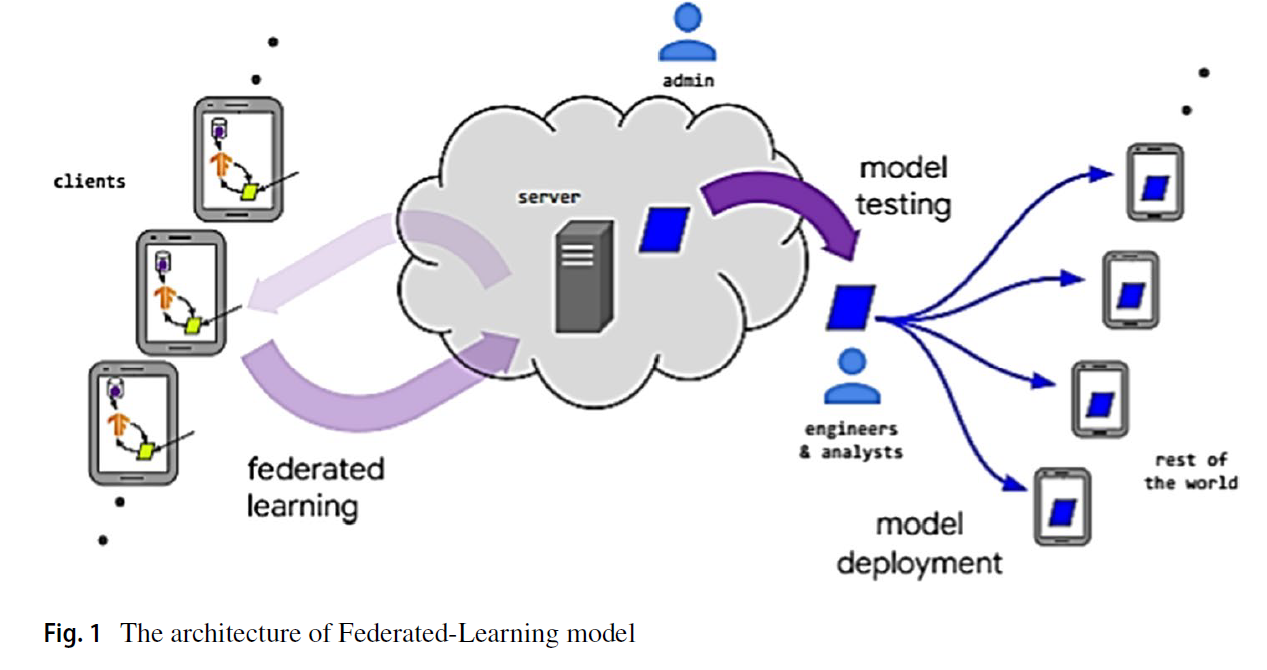 admin
clients
server
model
testing
federated
learning
engineers
& analysts
rest of
the world
model
deployment
Fig. 1 The architecture of Federated-Learning model